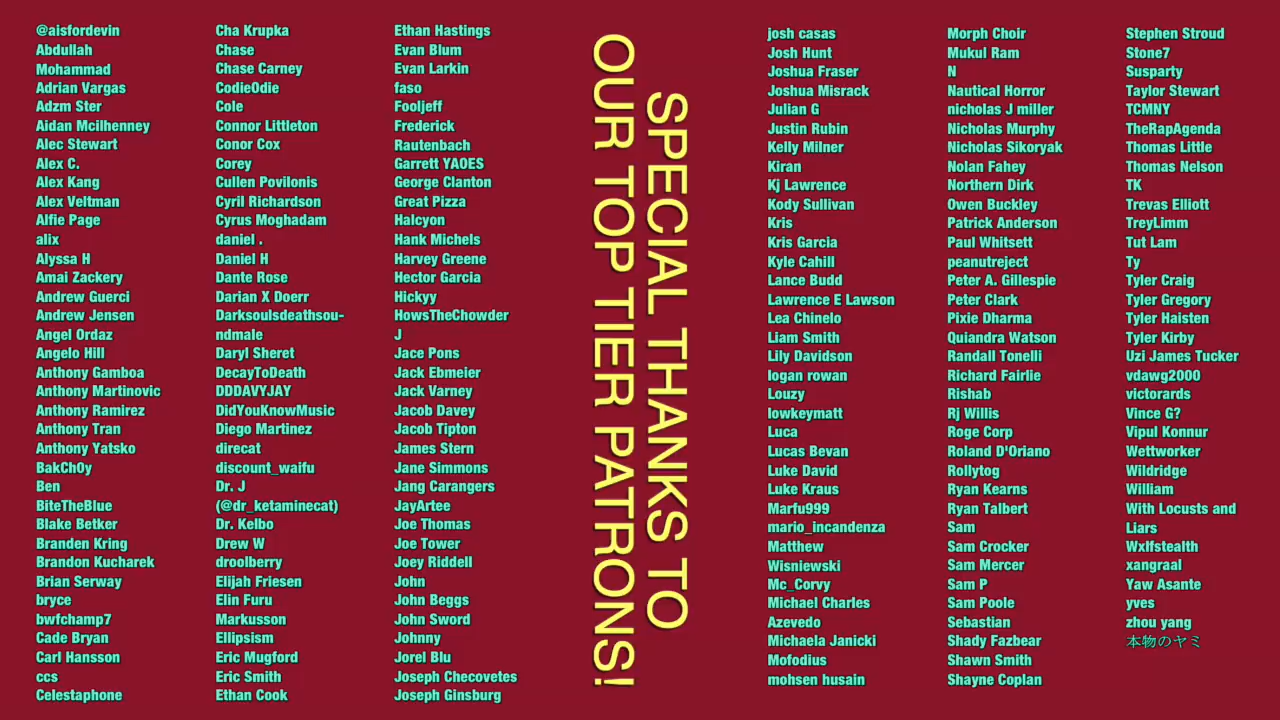 @aisfordevin
Abdullah
Mohammad
Adrian Vargas
Adzm Ster
Aidan Mcilhenney
Alec Stewart
Alex C.
Alex Kang
Alex Veltman
Alfie Page
alix
Alyssa H
Amai Zackery
Andrew Guerci
Andrew Jensen
Angel Ordaz
Angelo Hill
Anthony Gamboa
Anthony Martinovic
Anthony Ramirez
Anthony Tran
Anthony Yatsko
BakChOy
Ben
BiteTheBlue
Blake Betker
Branden Kring
Brandon Kucharek
Brian Serway
bryce
bwfchamp7
Cade Bryan
Carl Hansson
ccs
Celestaphone
Cha Krupka
Chase
Chase Carney
CodieOdie
Cole
Connor Littleton
Conor Cox
Corey
Cullen Povilonis
Cyril Richardson
Cyrus Moghadam
daniel .
Daniel H
Dante Rose
Darian X Doerr
Darksoulsdeathsou-
ndmale
Daryl Sheret
DecayToDeath
DDDAVYJAY
DidYouKnowMusic
Diego Martinez
direcat
discount_waifu
Dr. J
(@dr_ketaminecat)
Dr. Kelbo
Drew W
droolberry
Elijah Friesen
Elin Furu
Markusson
Ellipsism
Eric Mugford
Eric Smith
Ethan Cook
Ethan Hastings
Evan Blum
Evan Larkin
faso
Fooljeff
Frederick
Rautenbach
Garrett YAOES
George Clanton
Great Pizza
Halcyon
Hank Michels
Harvey Greene
Hector Garcia
Hickyy
HowsTheChowder
J
Jace Pons
Jack Ebmeier
Jack Varney
Jacob Davey
Jacob Tipton
James Stern
Jane Simmons
Jang Carangers
JayArtee
Joe Thomas
Joe Tower
Joey Riddell
John
John Beggs
John Sword
Johnny
Jorel Blu
Joseph Checovetes
Joseph Ginsburg
SPECIAL THANKS TO
OUR TOP TIER PATRONS!
josh casas
Josh Hunt
Joshua Fraser
Joshua Misrack
Julian G
Justin Rubin
Kelly Milner
Kiran
Kj Lawrence
Kody Sullivan
Kris
Kris Garcia
Kyle Cahill
Lance Budd
Lawrence E Lawson
Lea Chinelo
Liam Smith
Lily Davidson
logan rowan
Louzy
lowkeymatt
Luca
Lucas Bevan
Luke David
Luke Kraus
Marfu999
mario_incandenza
Matthew
Wisniewski
Mc_Corvy
Michael Charles
Azevedo
Michaela Janicki
Mofodius
mohsen husain
Morph Choir
Mukul Ram
N
Nautical Horror
nicholas J miller
Nicholas Murphy
Nicholas Sikoryak
Nolan Fahey
Northern Dirk
Owen Buckley
Patrick Anderson
Paul Whitsett
peanutreject
Peter A. Gillespie
Peter Clark
Pixie Dharma
Quiandra Watson
Randall Tonelli
Richard Fairlie
Rishab
Rj Willis
Roge Corp
Roland D'Oriano
Rollytog
Ryan Kearns
Ryan Talbert
Sam
Sam Crocker
Sam Mercer
Sam P
Sam Poole
Sebastian
Shady Fazbear
Shawn Smith
Shayne Coplan
Stephen Stroud
Stone7
Susparty
Taylor Stewart
TCMNY
TheRapAgenda
Thomas Little
Thomas Nelson
TK
Trevas Elliott
TreyLimm
Tut Lam
Ty
Tyler Craig
Tyler Gregory
Tyler Haisten
Tyler Kirby
Uzi James Tucker
vdawg2000
victorards
Vince G?
Vipul Konnur
Wettworker
Wildridge
William
With Locusts and
Liars
Wxlfstealth
xangraal
Yaw Asante
yves
zhou yang
本物のヤミ